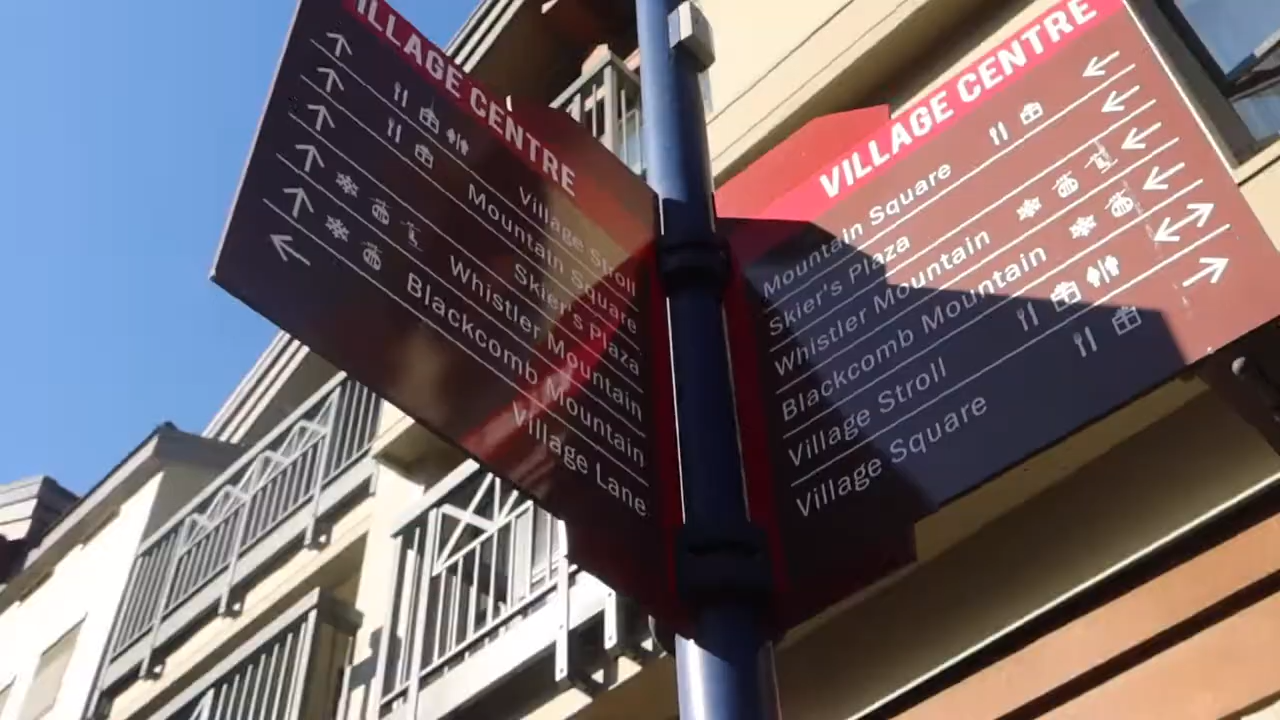 ILLAGE CENTRE
Village Stroll
Mountain Square
Skier's Plaza
Whistler Mountain
Blackcomb Mountain
Village Lane
VILLAGE CENTRE
Mountain Square
Skier's Plaza
Whistler Mountain
Blackcomb Mountain
Village Stroll
Village Square